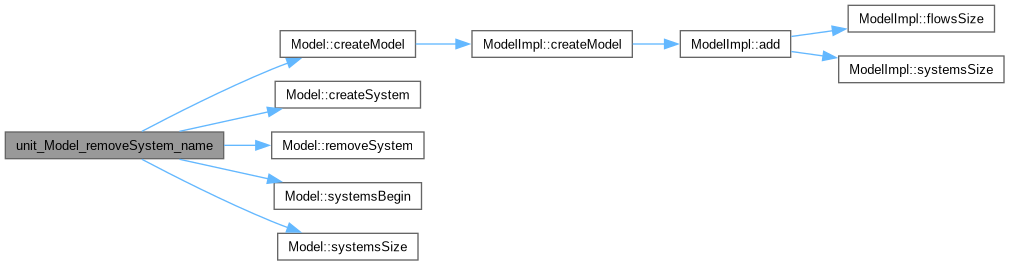 unit_Model_removeSystem_name
Model::createModel
ModelImpl::createModel
ModelImpl::add
ModelImpl::flowsSize
ModelImpl::systemsSize
Model::createSystem
Model::removeSystem
Model::systemsBegin
Model::systemsSize